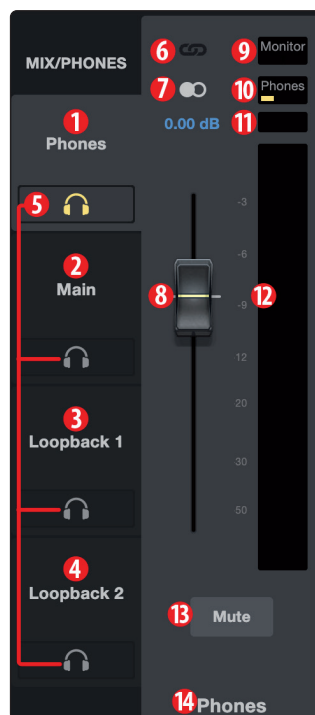 MIX/PHONES
1
Phones
5
2
Main
3
Loopback 1
4
Loopback 2
6
7
0.00 dB
8
9
Monitor
10
Phones
11
-3
-6
-9
12
12
20
30
50
13
Mute
14
Phones